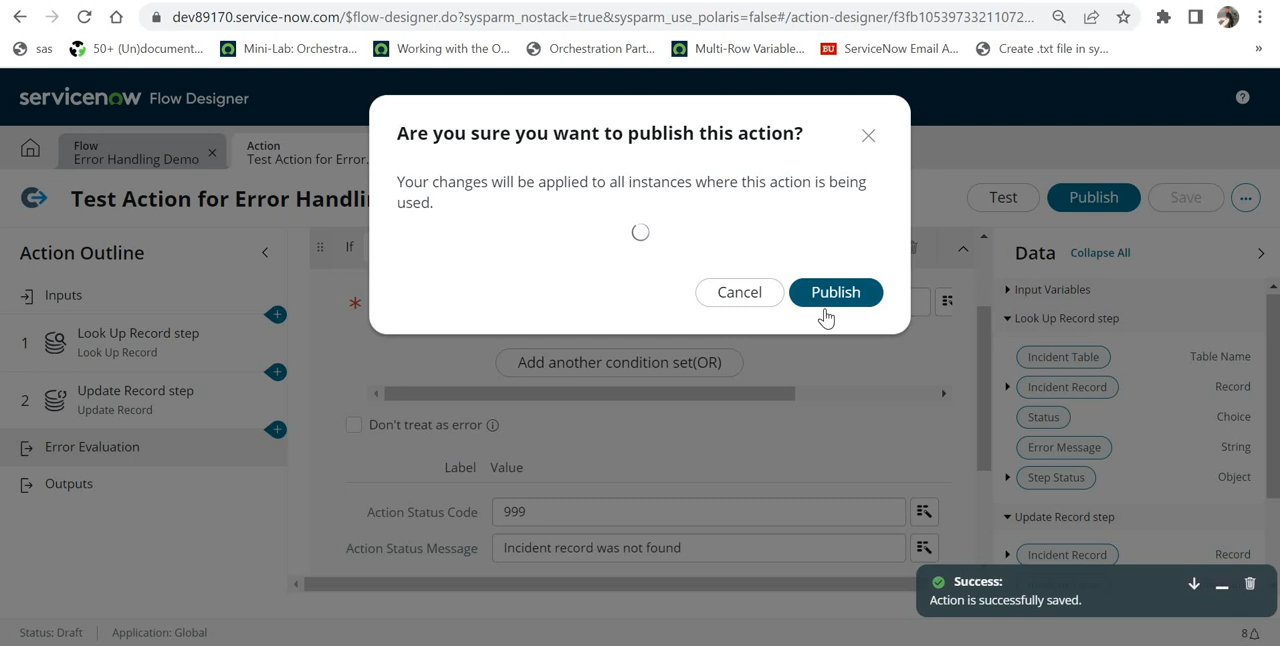 dev89170.service-now.com/$flow-designer.do?sysparm_nostack=true&sysparm_use_polaris=false#/action-designer/f3fb10539733211072...
sas
50+ (Un)document...
Mini-Lab: Orchestra...
Working with the O...
Orchestration Part...
Multi-Row Variable...
BU
ServiceNow Email A...
Create .txt file in sy...
»
servicenow Flow Designer
Flow
Error Handling Demo
Action
Test Action for Error.
Are you sure you want to publish this action?
Your changes will be applied to all instances where this action is being
used.
Cancel
Publish
Test Action for Error Handli
Test
Publish
Save
Action Outline
Inputs
1
Look Up Record step
Look Up Record
2
Update Record step
Update Record
Error Evaluation
Outputs
If
*
Add another condition set(OR)
Don't treat as error
Label
Value
Action Status Code
999
Action Status Message
Incident record was not found
Data
Collapse All
Input Variables
Look Up Record step
Incident Table
Table Name
Incident Record
Record
Status
Choice
Error Message
String
Step Status
Object
Update Record step
Incident Record
Record
Success:
Action is successfully saved.
Status: Draft
Application: Global
8